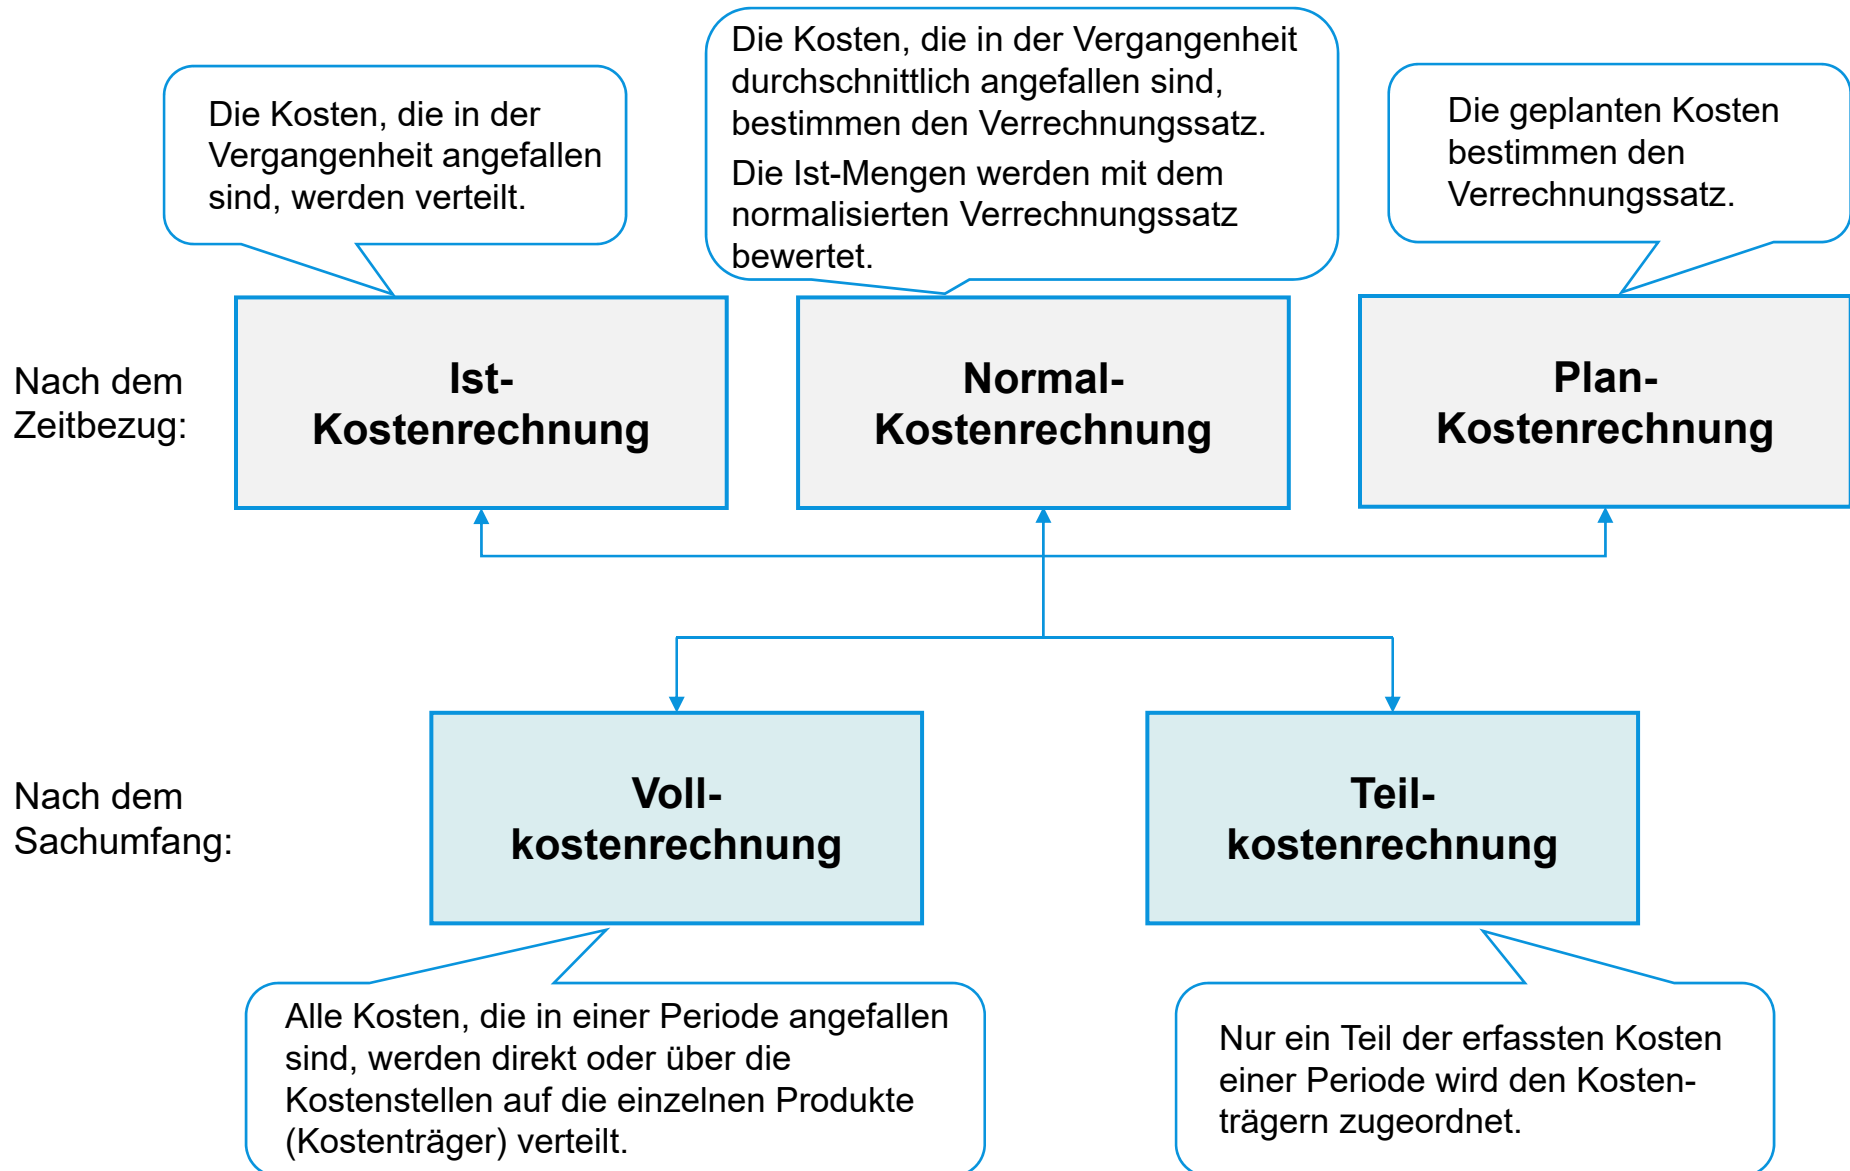 Die Kosten, die in der
Vergangenheit angefallen
sind, werden verteilt.
Die Kosten, die in der Vergangenheit
durchschnittlich angefallen sind,
bestimmen den Verrechnungssatz.
Die Ist-Mengen werden mit dem
normalisierten Verrechnungssatz
bewertet.
Die geplanten Kosten
bestimmen den
Verrechnungssatz.
Nach dem
Zeitbezug:
Ist-
Kostenrechnung
Normal-
Kostenrechnung
Plan-
Kostenrechnung
Nach dem
Sachumfang:
Voll-
kostenrechnung
Teil-
kostenrechnung
Alle Kosten, die in einer Periode angefallen
sind, werden direkt oder über die
Kostenstellen auf die einzelnen Produkte
(Kostenträger) verteilt.
Nur ein Teil der erfassten Kosten
einer Periode wird den Kosten-
trägern zugeordnet.